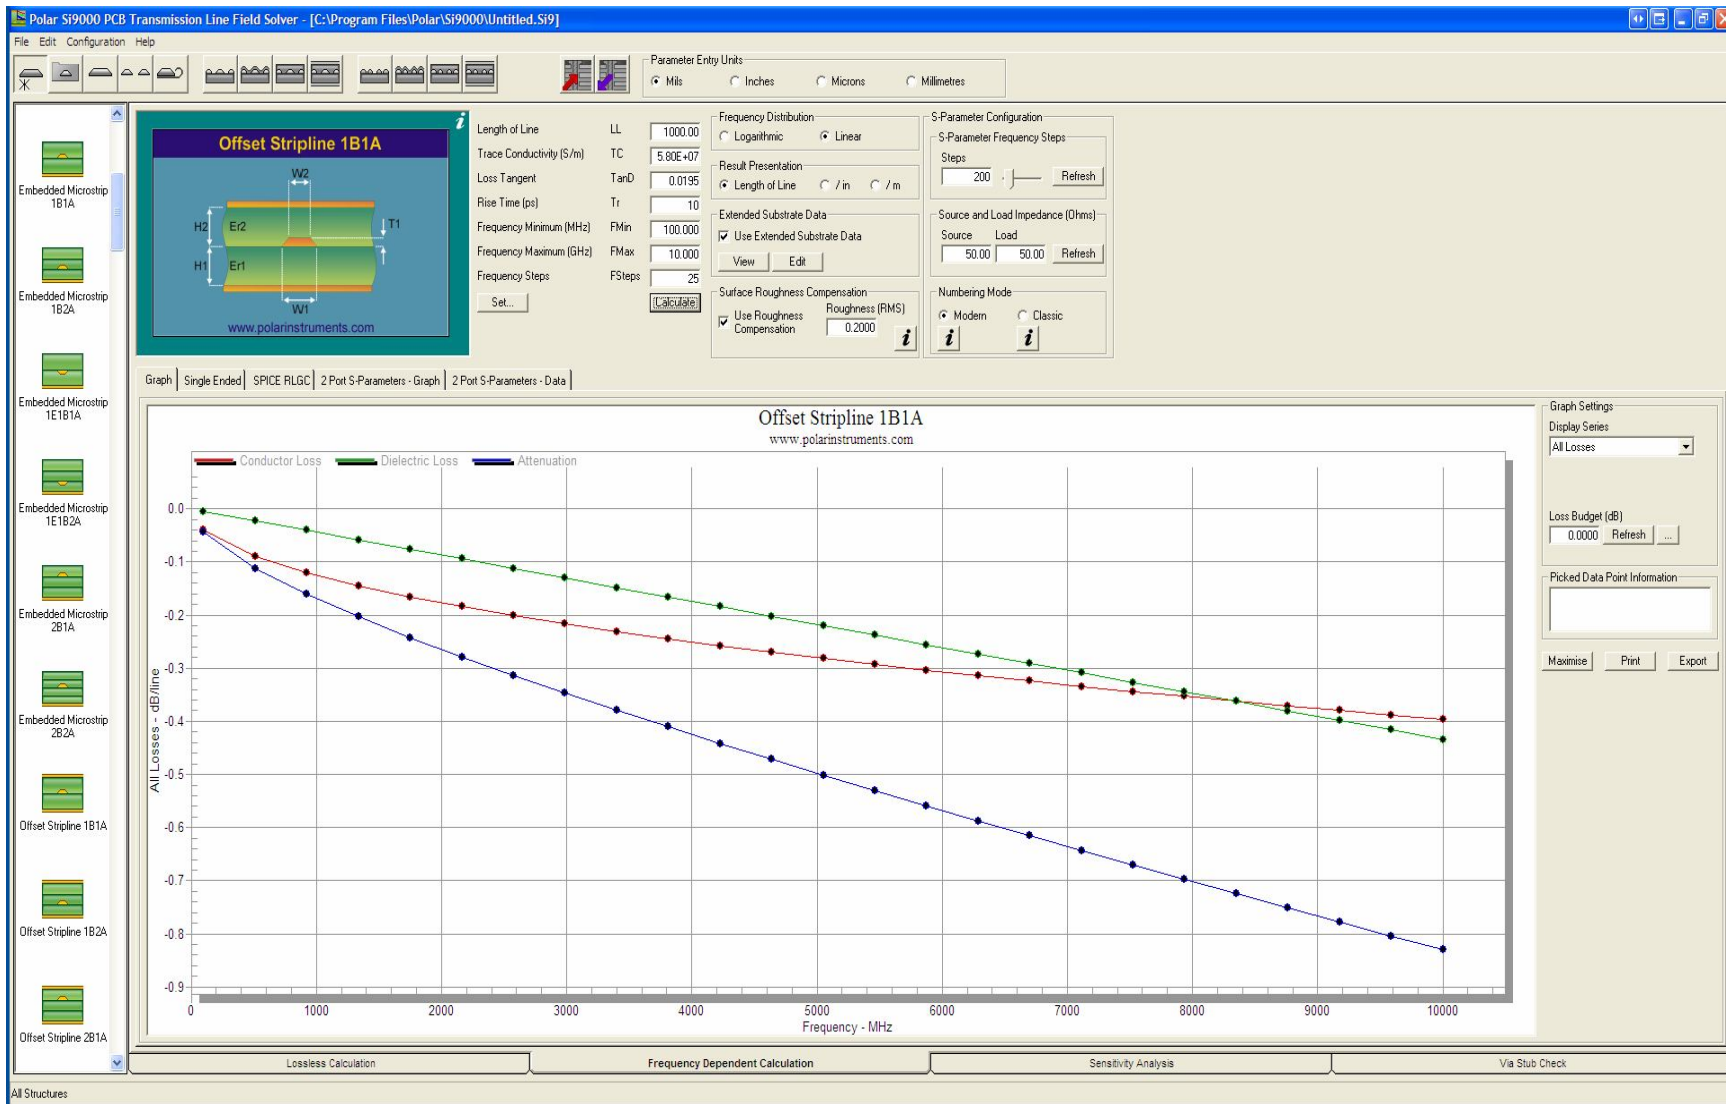 Polar Si9000 PCB Transmission Line Field Solver - [C:\Program Files\Polar\Si9000\Untitled.Si9]
File Edit Configuration Help
Parameter Entry Units
Mils Inches Microns Millimetres
Embedded Microstrip
1B1A
Embedded Microstrip
1B2A
Embedded Microstrip
1E1B1A
Embedded Microstrip
1E1B2A
Embedded Microstrip
2B1A
Embedded Microstrip
2B2A
Offset Stripline 1B1A
Offset Stripline 1B2A
Offset Stripline 2B1A
Offset Stripline 1B1A
W2
H2 Er2 T1
H1 Er1
W1
www.polarinstruments.com
i
Length of Line LL 1000.00
Trace Conductivity (S/m) TC 5.80E+07
Loss Tangent TanD 0.0195
Rise Time (ps) Tr 10
Frequency Minimum (MHz) FMin 100.000
Frequency Maximum (GHz) FMax 10.000
Frequency Steps FSteps 25
Set... Calculate
Frequency Distribution
Logarithmic Linear
Result Presentation
Length of Line / in / m
Extended Substrate Data
Use Extended Substrate Data
View Edit
Surface Roughness Compensation
Use Roughness Compensation Roughness (RMS)
0.2000 i
S-Parameter Configuration
S-Parameter Frequency Steps
Steps
200 Refresh
Source and Load Impedance (Ohms)
Source Load
50.00 50.00 Refresh
Numbering Mode
Modern Classic
i i
Graph Single Ended SPICE RLGC 2 Port S-Parameters - Graph 2 Port S-Parameters - Data
Offset Stripline 1B1A
www.polarinstruments.com
Conductor Loss Dielectric Loss Attenuation
0.0
-0.1
-0.2
-0.3
-0.4
-0.5
-0.6
-0.7
-0.8
-0.9
All Losses - dB/line
0 1000 2000 3000 4000 5000 6000 7000 8000 9000 10000
Frequency - MHz
Graph Settings
Display Series
All Losses
Loss Budget (dB)
0.0000 Refresh ...
Picked Data Point Information
Maximise Print Export
Lossless Calculation Frequency Dependent Calculation Sensitivity Analysis Via Stub Check
All Structures